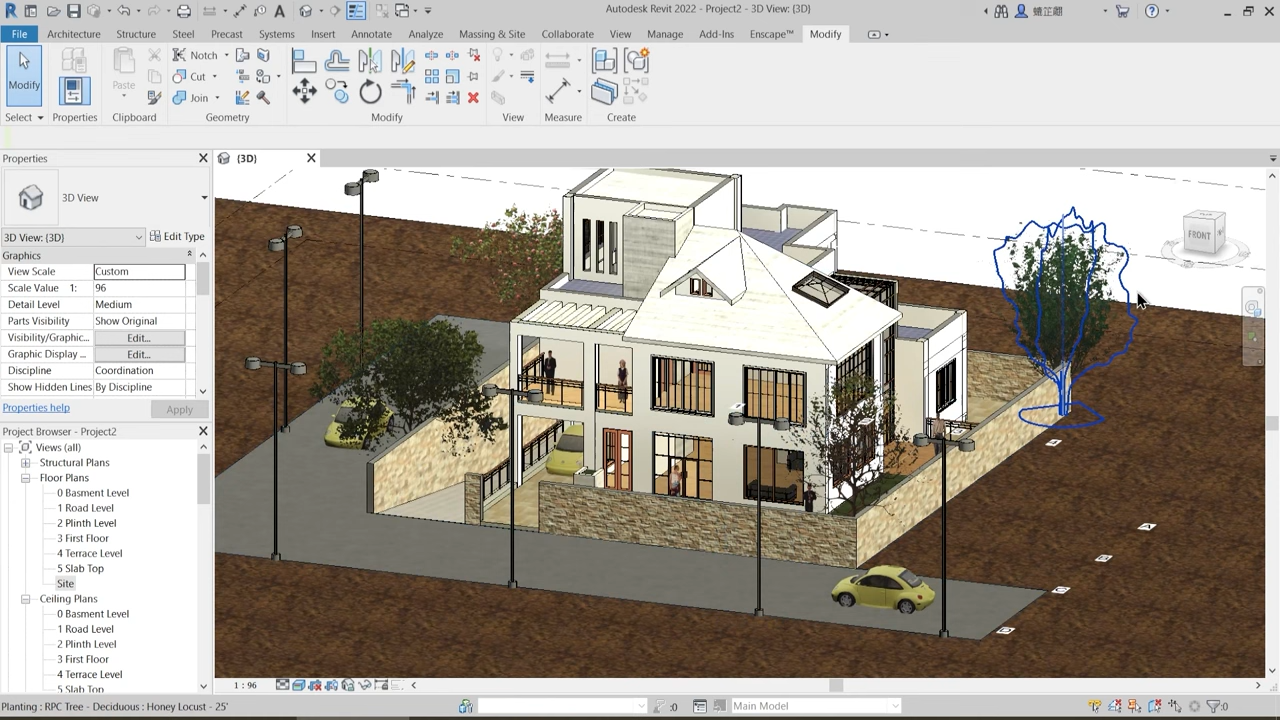 Autodesk Revit 2022 - Project2 - 3D View: {3D}
File Architecture Structure Steel Precast Systems Insert Annotate Analyze Massing & Site Collaborate View Manage Add-Ins Enscape™ Modify
Modify Paste Notch Cut Join
Select Properties Clipboard Geometry Modify View Measure Create
Properties
{3D}
3D View
3D View: {3D} Edit Type
Graphics
View Scale Custom
Scale Value 1: 96
Detail Level Medium
Parts Visibility Show Original
Visibility/Graphic... Edit...
Graphic Display ... Edit...
Discipline Coordination
Show Hidden Lines By Discipline
Properties help Apply
Project Browser - Project2
Views (all)
Structural Plans
Floor Plans
0 Basment Level
1 Road Level
2 Plinth Level
3 First Floor
4 Terrace Level
5 Slab Top
Site
Ceiling Plans
0 Basment Level
1 Road Level
2 Plinth Level
3 First Floor
4 Terrace Level
5 Slab Top
FRONT
1 : 96
Planting : RPC Tree - Deciduous : Honey Locust - 25' :0 Main Model :0